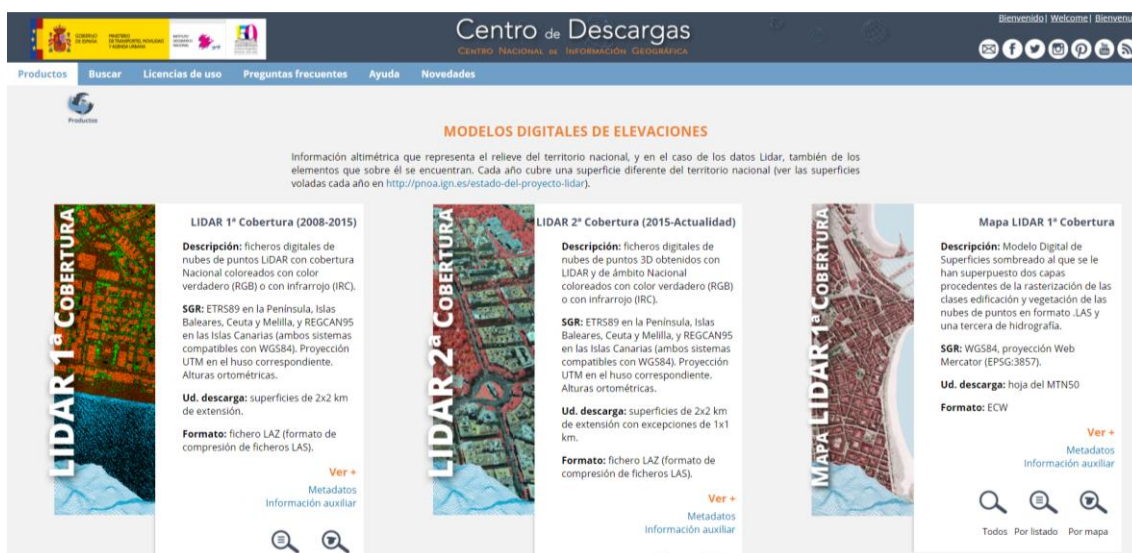 GOBIERNO DE ESPAÑA
MINISTERIO DE TRANSPORTES, MOVILIDAD Y AGENDA URBANA
INSTITUTO GEOGRÁFICO NACIONAL
Centro de Descargas
CENTRO NACIONAL DE INFORMACIÓN GEOGRÁFICA
Bienvenido| Welcome| Bienvenu
Productos Buscar Licencias de uso Preguntas frecuentes Ayuda Novedades
Productos
MODELOS DIGITALES DE ELEVACIONES
Información altimétrica que representa el relieve del territorio nacional, y en el caso de los datos Lidar, también de los
elementos que sobre él se encuentran. Cada año cubre una superficie diferente del territorio nacional (ver las superficies
voladas cada año en http://pnoa.ign.es/estado-del-proyecto-lidar).
LIDAR 1ª COBERTURA
LIDAR 1ª Cobertura (2008-2015)
Descripción: ficheros digitales de
nubes de puntos LiDAR con cobertura
Nacional coloreados con color
verdadero (RGB) o con infrarrojo (IRC).
SGR: ETRS89 en la Península, Islas
Baleares, Ceuta y Melilla, y REGCAN95
en las Islas Canarias (ambos sistemas
compatibles con WGS84). Proyección
UTM en el huso correspondiente.
Alturas ortométricas.
Ud. descarga: superficies de 2x2 km
de extensión.
Formato: fichero LAZ (formato de
compresión de ficheros LAS).
Ver +
Metadatos
Información auxiliar
LIDAR 2ª COBERTURA
LIDAR 2ª Cobertura (2015-Actualidad)
Descripción: ficheros digitales de
nubes de puntos 3D obtenidos con
LIDAR y de ámbito Nacional
coloreados con color verdadero (RGB)
o con infrarrojo (IRC).
SGR: ETRS89 en la Península, Islas
Baleares, Ceuta y Melilla, y REGCAN95
en las Islas Canarias (ambos sistemas
compatibles con WGS84). Proyección
UTM en el huso correspondiente.
Alturas ortométricas.
Ud. descarga: superficies de 2x2 km
de extensión con excepciones de 1x1
km.
Formato: fichero LAZ (formato de
compresión de ficheros LAS).
Ver +
Metadatos
Información auxiliar
MAPA LIDAR 1ª COBERTURA
Mapa LIDAR 1ª Cobertura
Descripción: Modelo Digital de
Superficies sombreado al que se le
han superpuesto dos capas
procedentes de la rasterización de las
clases edificación y vegetación de las
nubes de puntos en formato .LAS y
una tercera de hidrografía.
SGR: WGS84, proyección Web
Mercator (EPSG:3857).
Ud. descarga: hoja del MTN50
Formato: ECW
Ver +
Metadatos
Información auxiliar
Todos Por listado Por mapa